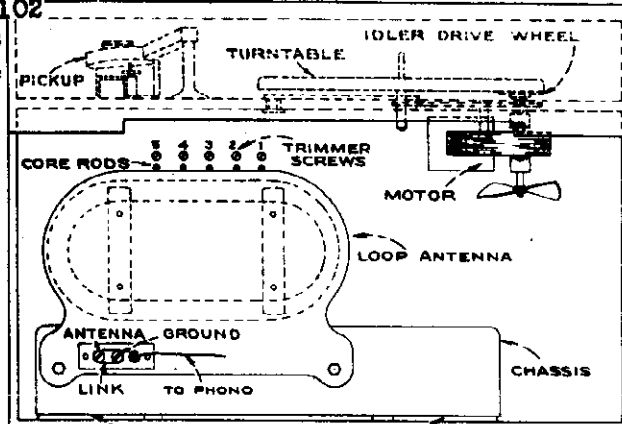 102
IDLER DRIVE WHEEL
TURNTABLE
PICKUP
5 4 3 2 1
TRIMMER
SCREWS
CORE RODS
MOTOR
LOOP ANTENNA
ANTENNA GROUND
LINK
TO PHONO
CHASSIS